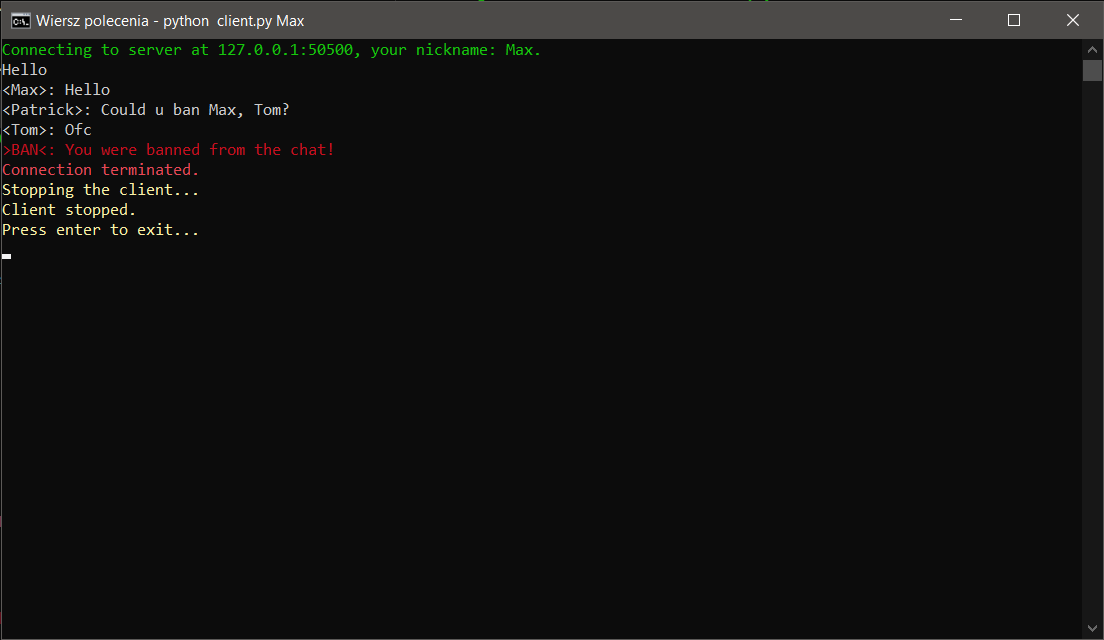 Wiersz polecenia - python  client.py Max
Connecting to server at 127.0.0.1:50500, your nickname: Max.
Hello
<Max>: Hello
<Patrick>: Could u ban Max, Tom?
<Tom>: Ofc
>BAN<: You were banned from the chat!
Connection terminated.
Stopping the client...
Client stopped.
Press enter to exit...